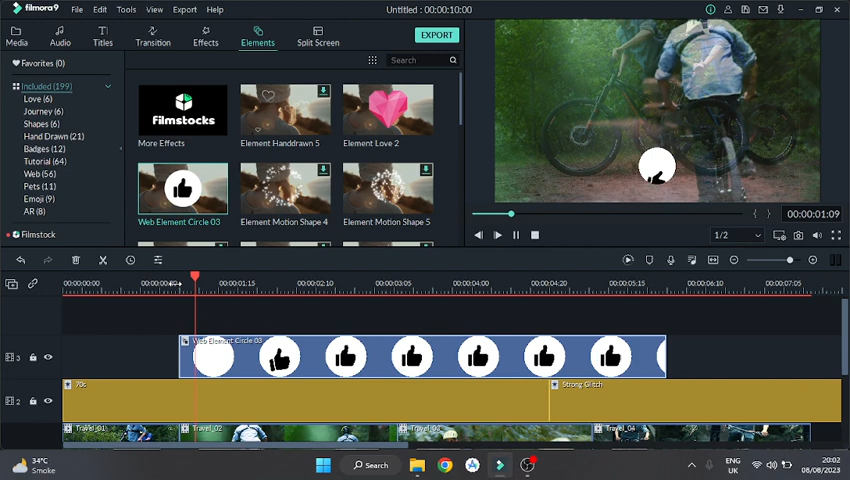 filmora9
File Edit Tools View Export Help
Untitled : 00:00:10:00
Media Audio Titles Transition Effects Elements Split Screen
EXPORT
Favorites (0)
Included (199)
Love (6)
Journey (6)
Shapes (6)
Hand Drawn (21)
Badges (12)
Tutorial (64)
Web (56)
Pets (11)
Emoji (9)
AR (8)
Filmstock
Search
filmstocks
More Effects
Element Handdrawn 5
Element Love 2
Web Element Circle 03
Element Motion Shape 4
Element Motion Shape 5
00:00:01:09
1/2
00:00:00:00
00:00:01:15
00:00:02:10
00:00:03:05
00:00:04:00
00:00:04:20
00:00:05:15
00:00:06:10
00:00:07:05
Web Element Circle 03
3
70s
Strong Glitch
2
Travel_01
Travel_02
Travel_03
Travel_04
34°C
Smoke
Search
ENG
UK
20:02
08/08/2023